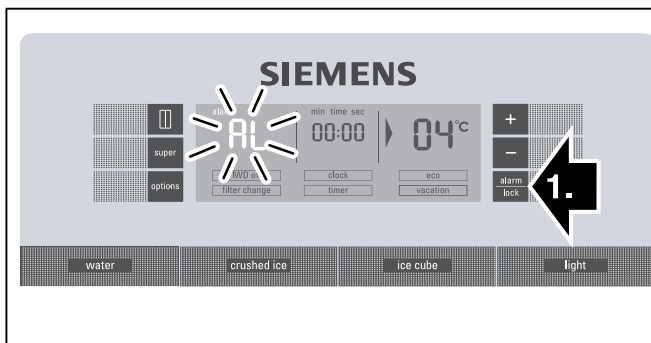 SIEMENS
AL
min time sec
00:00
04°C
+
super
−
options
alarm
lock
1.
clock
eco
filter change
timer
vacation
water
crushed ice
ice cube
light